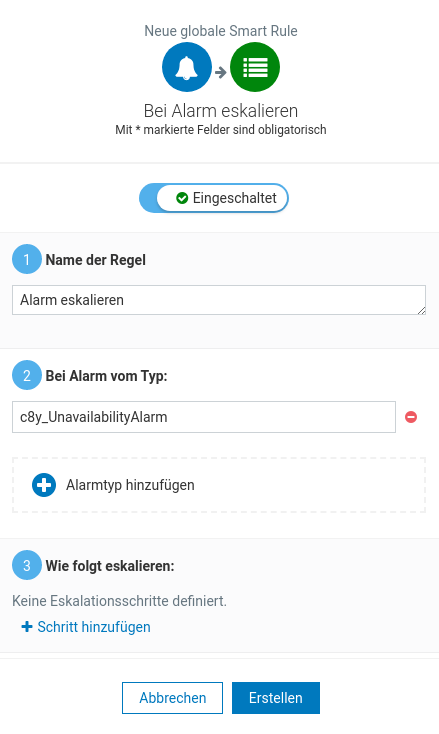 Neue globale Smart Rule
Bei Alarm eskalieren
Mit * markierte Felder sind obligatorisch
Eingeschaltet
1 Name der Regel
Alarm eskalieren
2 Bei Alarm vom Typ:
c8y_UnavailabilityAlarm
Alarmtyp hinzufügen
3 Wie folgt eskalieren:
Keine Eskalationsschritte definiert.
Schritt hinzufügen
Abbrechen Erstellen